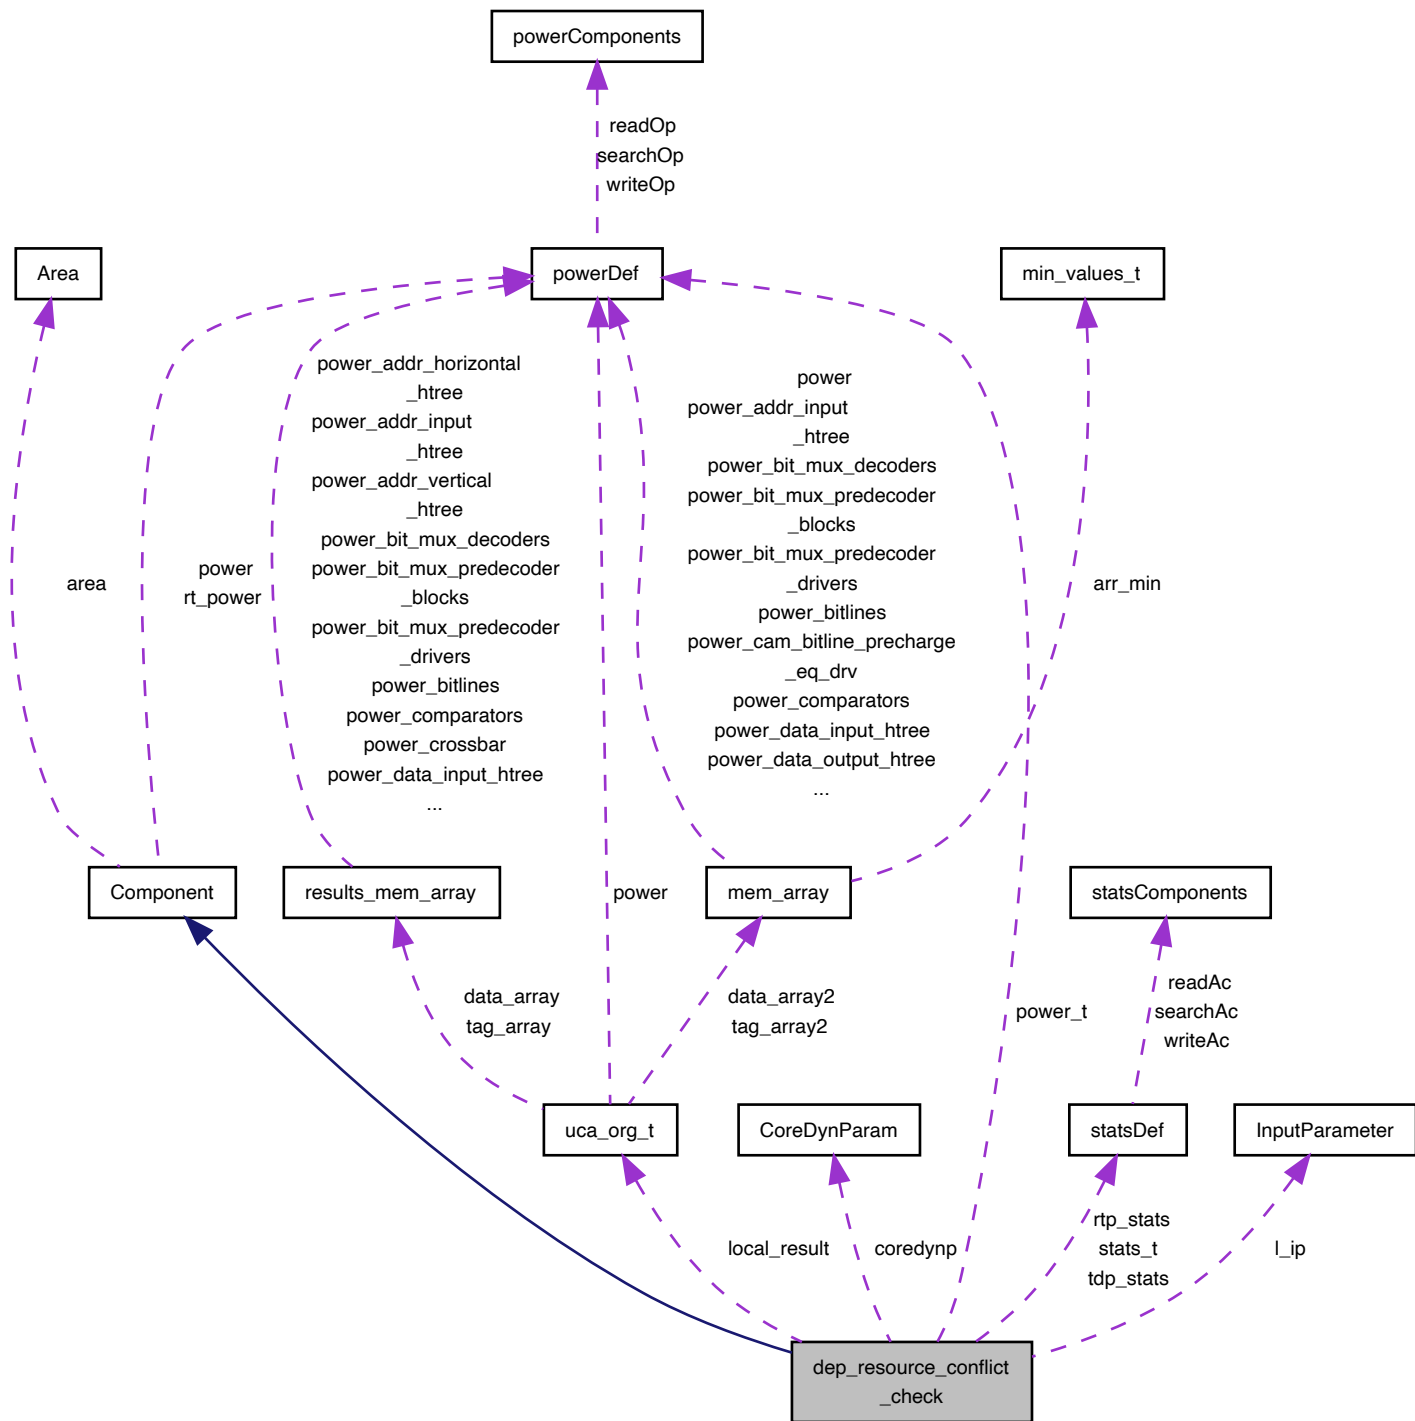 powerComponents
readOp
searchOp
writeOp
Area
powerDef
min_values_t
area
power
rt_power
power_addr_horizontal
_htree
power_addr_input
_htree
power_addr_vertical
_htree
power_bit_mux_decoders
power_bit_mux_predecoder
_blocks
power_bit_mux_predecoder
_drivers
power_bitlines
power_comparators
power_crossbar
power_data_input_htree
...
power
power_addr_input
_htree
power_bit_mux_decoders
power_bit_mux_predecoder
_blocks
power_bit_mux_predecoder
_drivers
power_bitlines
power_cam_bitline_precharge
_eq_drv
power_comparators
power_data_input_htree
power_data_output_htree
...
arr_min
Component
results_mem_array
power
mem_array
statsComponents
data_array
tag_array
data_array2
tag_array2
power_t
readAc
searchAc
writeAc
uca_org_t
CoreDynParam
statsDef
InputParameter
local_result
coredynp
rtp_stats
stats_t
tdp_stats
l_ip
dep_resource_conflict
_check